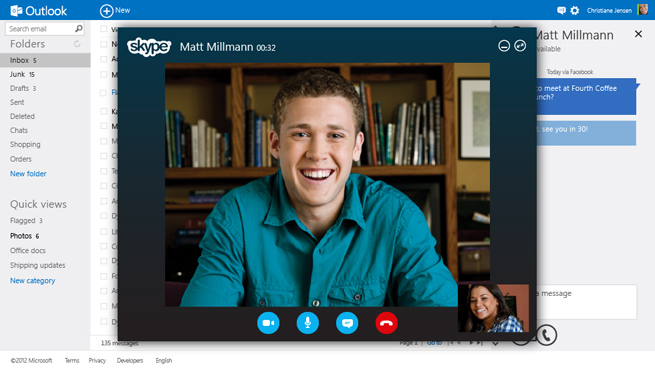 Outlook
New
Christiane Jensen
Search email
Folders
Inbox 5
Junk 15
Drafts 3
Sent
Deleted
Chats
Shopping
Orders
New folder
Quick views
Flagged 3
Photos 6
Office docs
Shipping updates
New category
skype
Matt Millmann 00:32
Matt Millmann
Today via Facebook
to meet at Fourth Coffee
see you in 30!
a message
135 messages
Page 1
Go to
©2012 Microsoft
Terms
Privacy
Developers
English